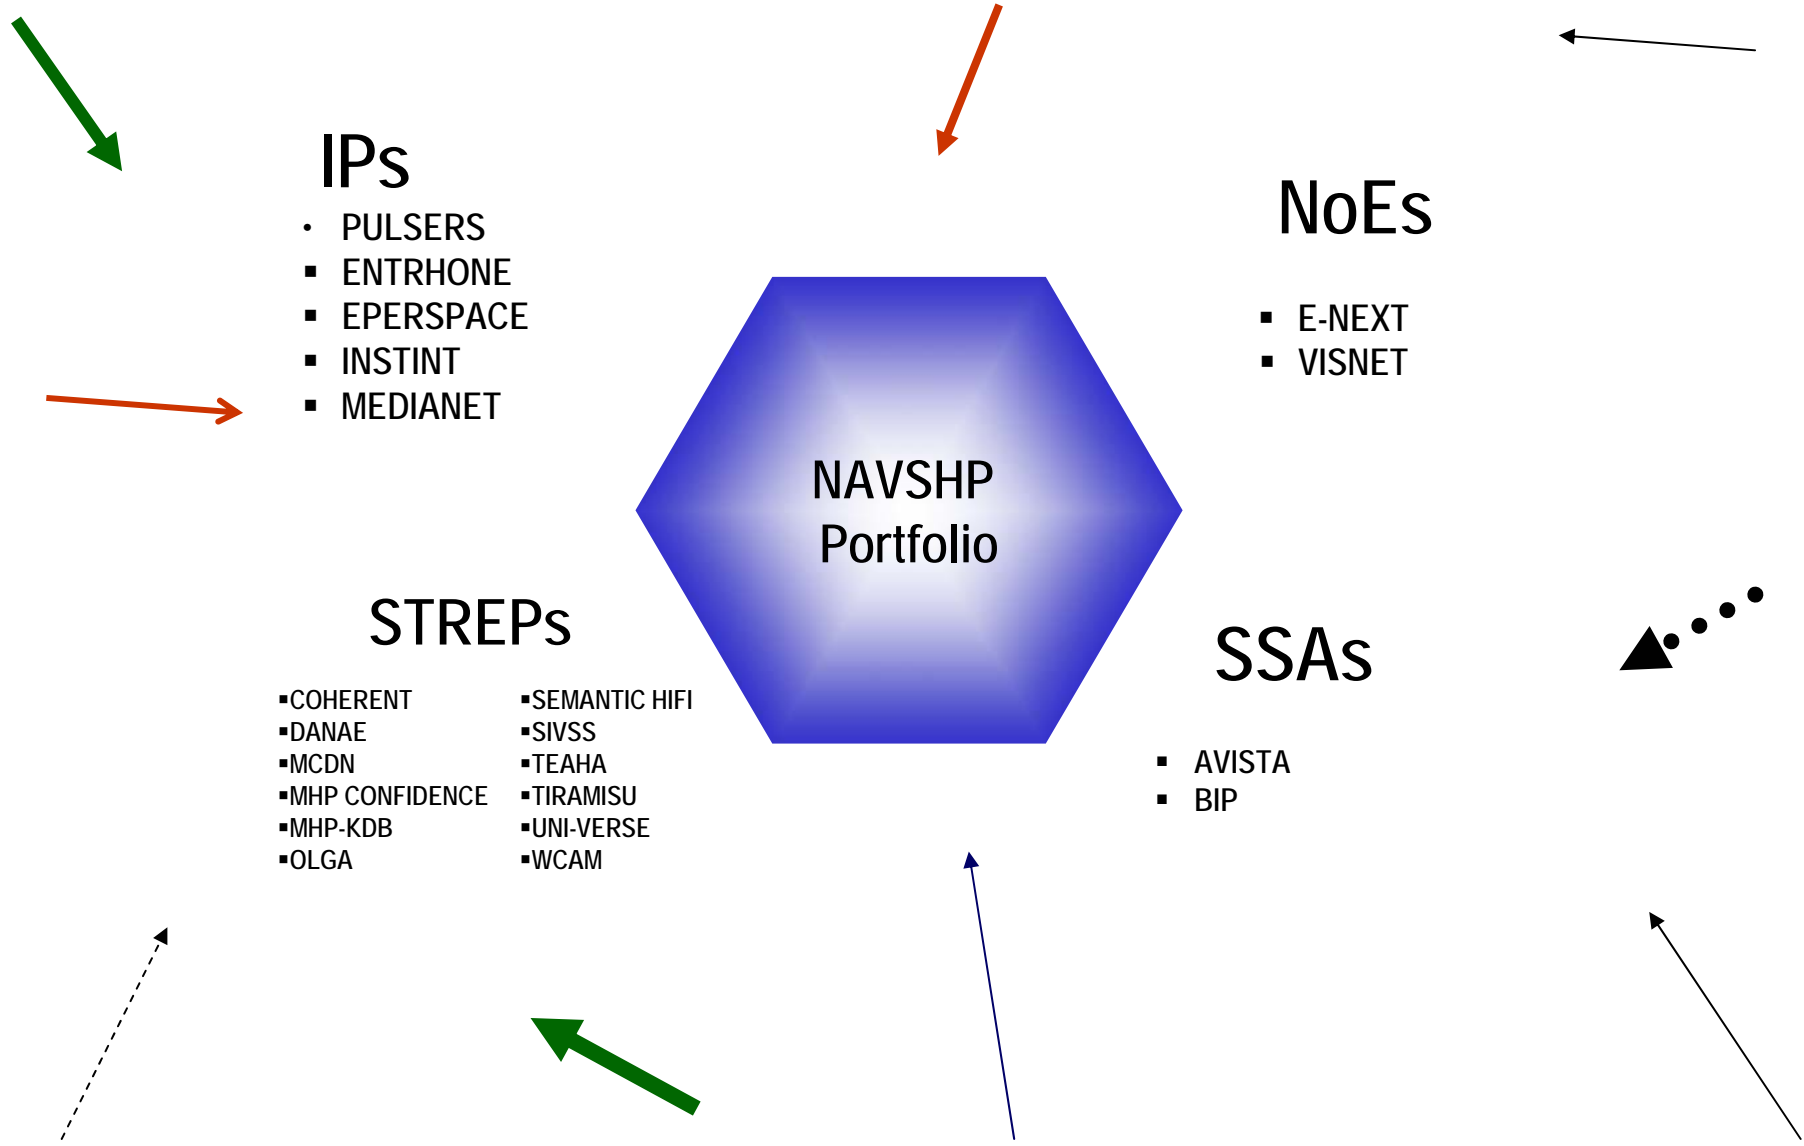 IPs
• PULSERS
▪ ENTRHONE
▪ EPERSPACE
▪ INSTINT
▪ MEDIANET
NoEs
▪ E-NEXT
▪ VISNET
NAVSHP
Portfolio
STREPs
▪COHERENT
▪DANAE
▪MCDN
▪MHP CONFIDENCE
▪MHP-KDB
▪OLGA
▪SEMANTIC HIFI
▪SIVSS
▪TEAHA
▪TIRAMISU
▪UNI-VERSE
▪WCAM
SSAs
▪ AVISTA
▪ BIP